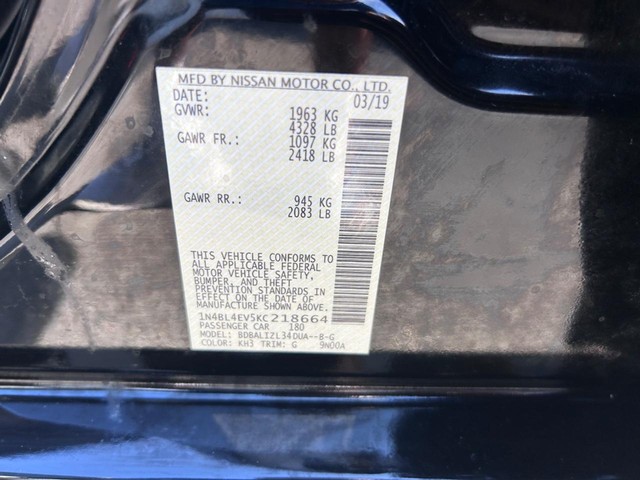 MFD BY NISSAN MOTOR CO., LTD.
DATE: 03/19
GVWR: 1963 KG
4328 LB
GAWR FR.: 1097 KG
2418 LB
GAWR RR.: 945 KG
2083 LB
THIS VEHICLE CONFORMS TO
ALL APPLICABLE FEDERAL
MOTOR VEHICLE SAFETY,
BUMPER, AND THEFT
PREVENTION STANDARDS
IN EFFECT ON THE DATE OF
MANUFACTURE SHOWN ABOVE.
1N4BL4EV5KC218664
PASSENGER CAR 180
MODEL: BDBALIZL34DUA--B-G
COLOR: KH3 TRIM: G 9N00A